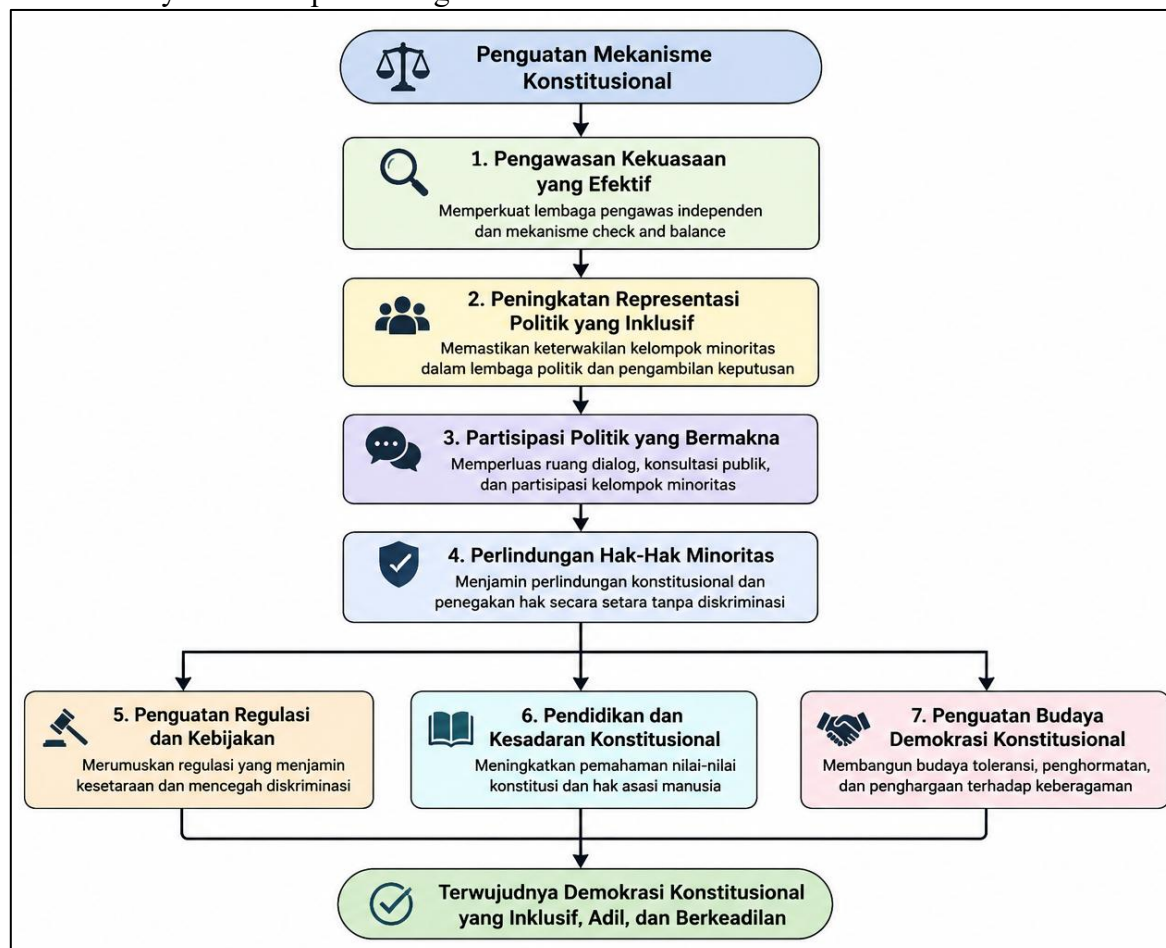 Penguatan Mekanisme
Konstitusional
1. Pengawasan Kekuasaan
yang Efektif
Memperkuat lembaga pengawas independen
dan mekanisme check and balance
2. Peningkatan Representasi
Politik yang Inklusif
Memastikan keterwakilan kelompok minoritas
dalam lembaga politik dan pengambilan keputusan
3. Partisipasi Politik yang Bermakna
Memperluas ruang dialog, konsultasi publik,
dan partisipasi kelompok minoritas
4. Perlindungan Hak-Hak Minoritas
Menjamin perlindungan konstitusional dan
penegakan hak secara setara tanpa diskriminasi
5. Penguatan Regulasi
dan Kebijakan
Merumuskan regulasi yang menjamin
kesetaraan dan mencegah diskriminasi
6. Pendidikan dan
Kesadaran Konstitusional
Meningkatkan pemahaman nilai-nilai
konstitusi dan hak asasi manusia
7. Penguatan Budaya
Demokrasi Konstitusional
Membangun budaya toleransi, penghormatan,
dan penghargaan terhadap keberagaman
Terwujudnya Demokrasi Konstitusional
yang Inklusif, Adil, dan Berkeadilan